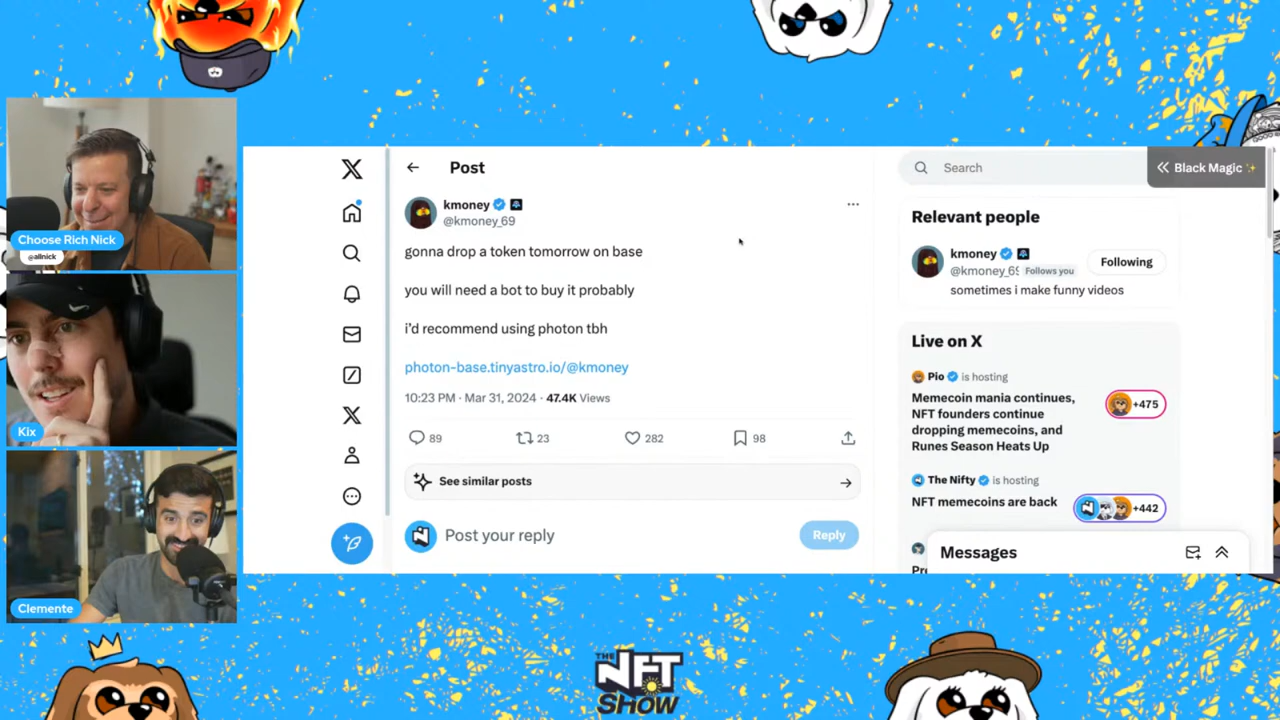 Choose Rich Nick
@allnick
Kix
Clemente
Post
kmoney
@kmoney_69
gonna drop a token tomorrow on base
you will need a bot to buy it probably
i'd recommend using photon tbh
photon-base.tinyastro.io/@kmoney
10:23 PM · Mar 31, 2024 · 47.4K Views
89
23
282
98
See similar posts
Post your reply
Reply
Search
Black Magic
Relevant people
kmoney
@kmoney_69 Follows you
Following
sometimes i make funny videos
Live on X
Pio is hosting
Memecoin mania continues,
NFT founders continue
dropping memecoins, and
Runes Season Heats Up
+475
The Nifty is hosting
NFT memecoins are back
+442
Messages
THE
NFT
SHOW